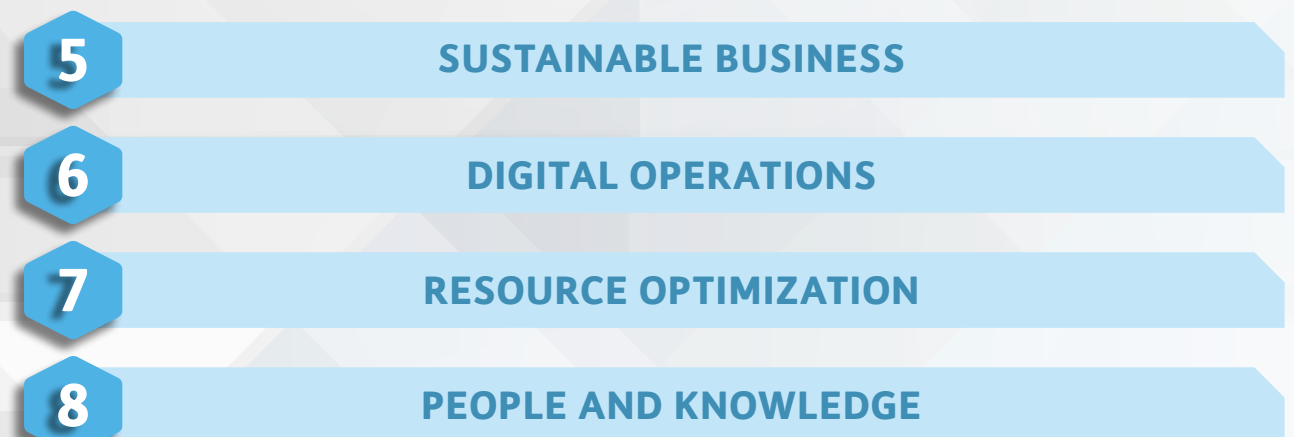 5 SUSTAINABLE BUSINESS
6 DIGITAL OPERATIONS
7 RESOURCE OPTIMIZATION
8 PEOPLE AND KNOWLEDGE